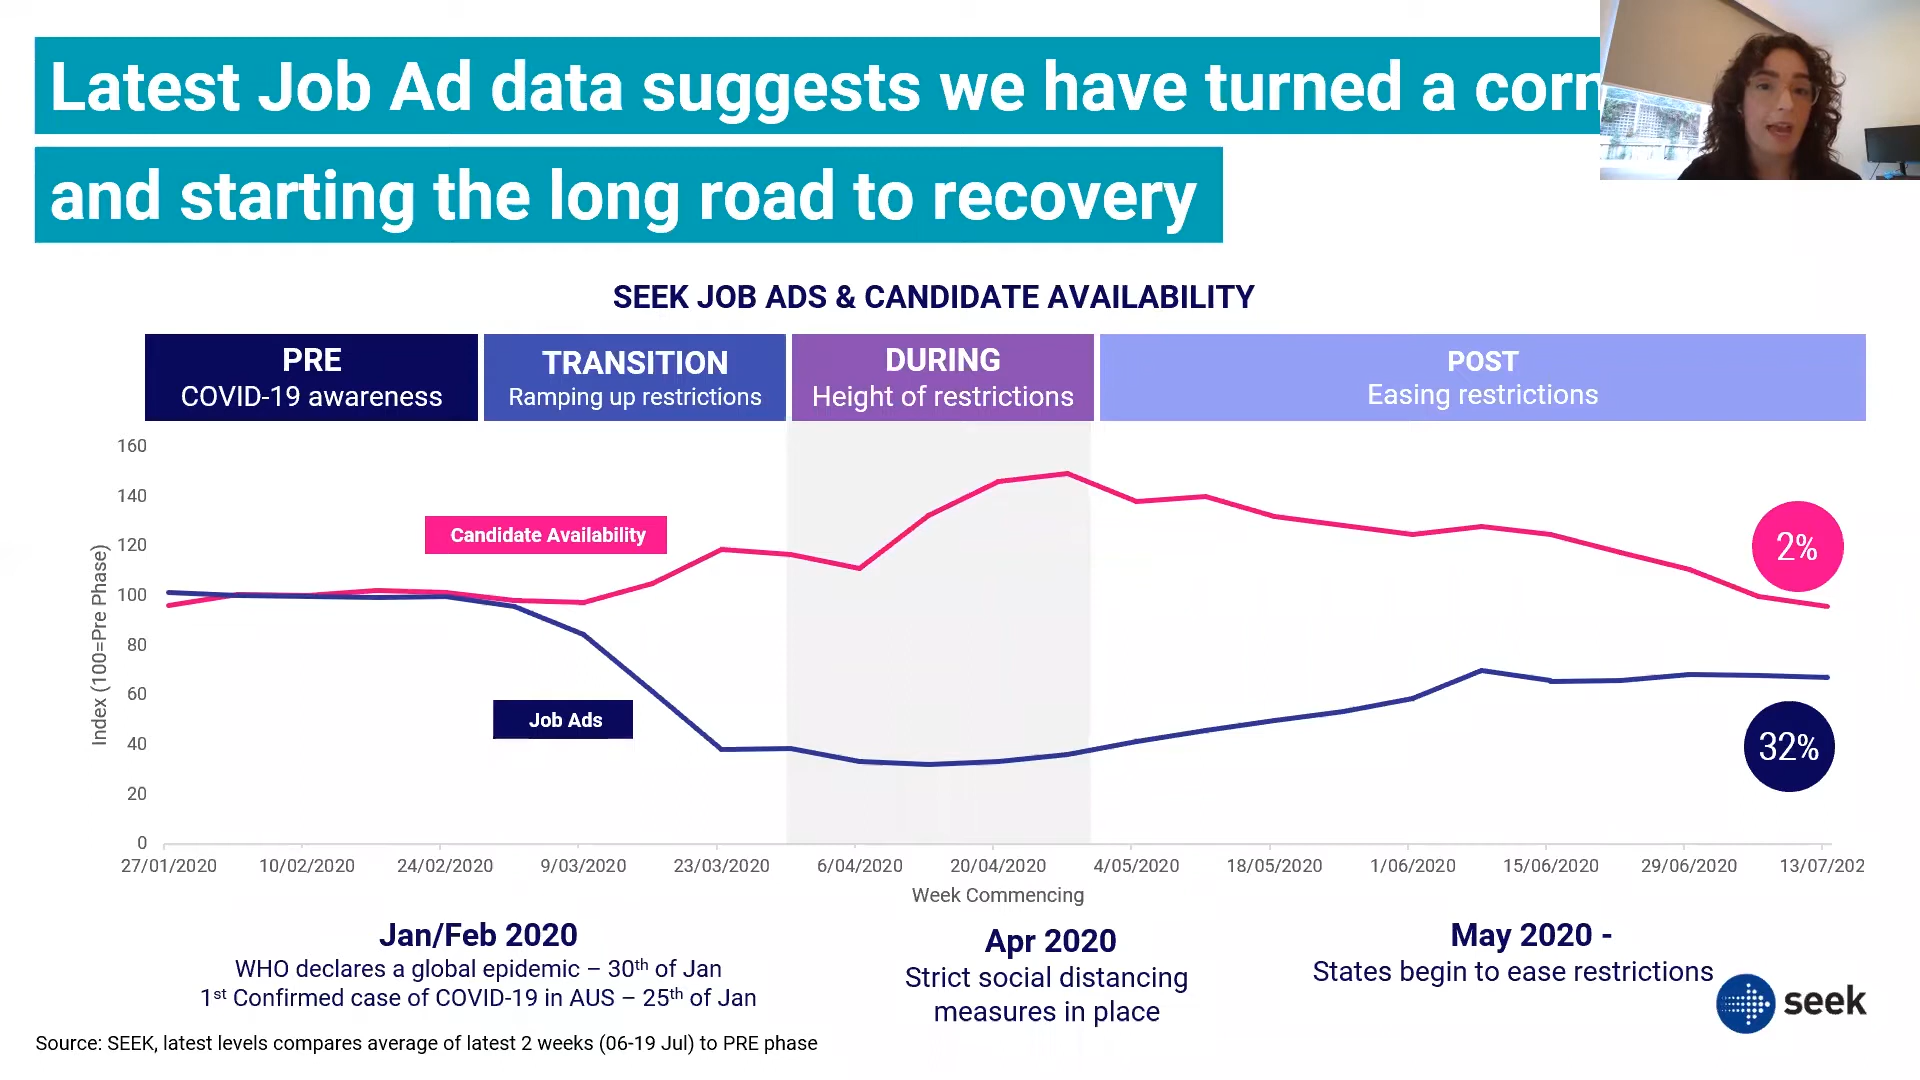 Latest Job Ad data suggests we have turned a corn
and starting the long road to recovery
SEEK JOB ADS & CANDIDATE AVAILABILITY
PRE
COVID-19 awareness
TRANSITION
Ramping up restrictions
DURING
Height of restrictions
POST
Easing restrictions
160
140
120
100
80
60
40
20
0
Index (100=Pre Phase)
Candidate Availability
Job Ads
2%
32%
27/01/2020 10/02/2020 24/02/2020 9/03/2020 23/03/2020 6/04/2020 20/04/2020 4/05/2020 18/05/2020 1/06/2020 15/06/2020 29/06/2020 13/07/202
Week Commencing
Jan/Feb 2020
WHO declares a global epidemic – 30th of Jan
1st Confirmed case of COVID-19 in AUS – 25th of Jan
Apr 2020
Strict social distancing
measures in place
May 2020 -
States begin to ease restrictions
seek
Source: SEEK, latest levels compares average of latest 2 weeks (06-19 Jul) to PRE phase